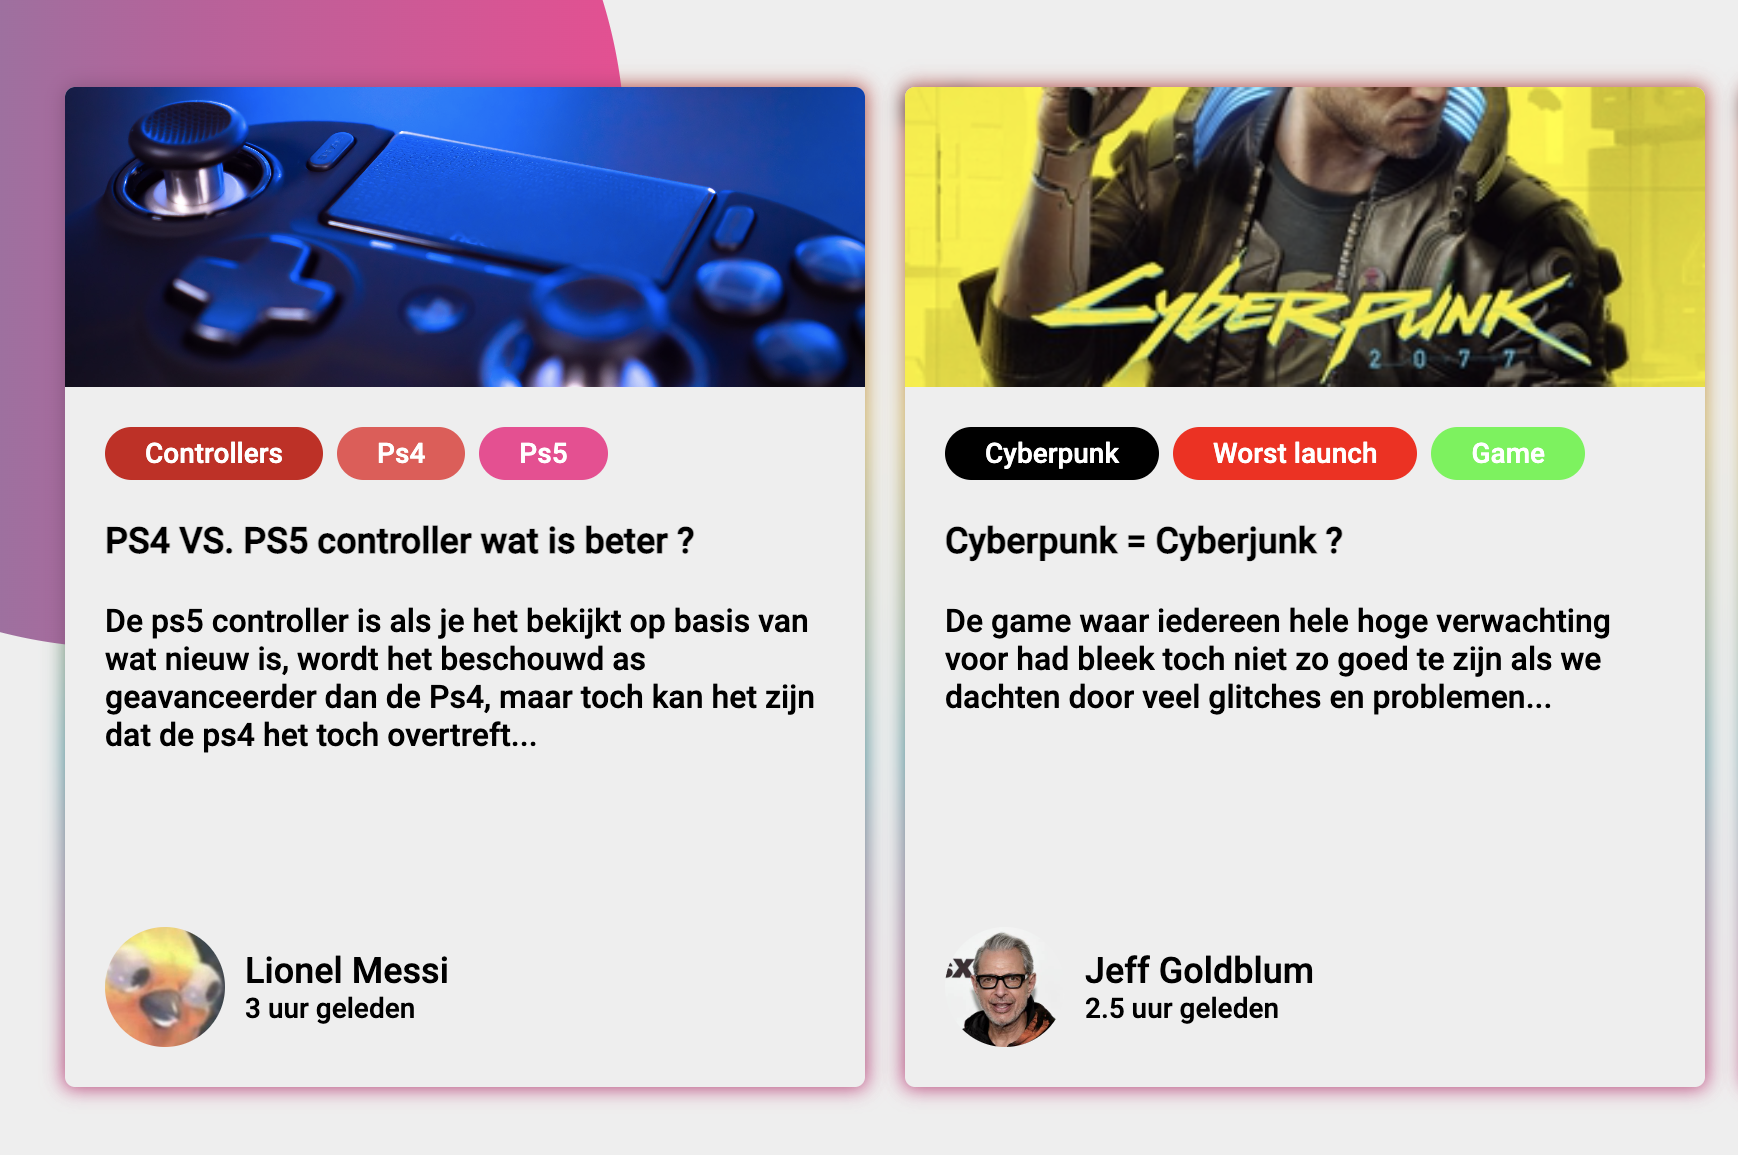 Controllers Ps4 Ps5
PS4 VS. PS5 controller wat is beter ?
De ps5 controller is als je het bekijkt op basis van
wat nieuw is, wordt het beschouwd as
geavanceerder dan de Ps4, maar toch kan het zijn
dat de ps4 het toch overtreft...
Lionel Messi
3 uur geleden
CYBERPUNK
2077
Cyberpunk Worst launch Game
Cyberpunk = Cyberjunk ?
De game waar iedereen hele hoge verwachting
voor had bleek toch niet zo goed te zijn als we
dachten door veel glitches en problemen...
Jeff Goldblum
2.5 uur geleden